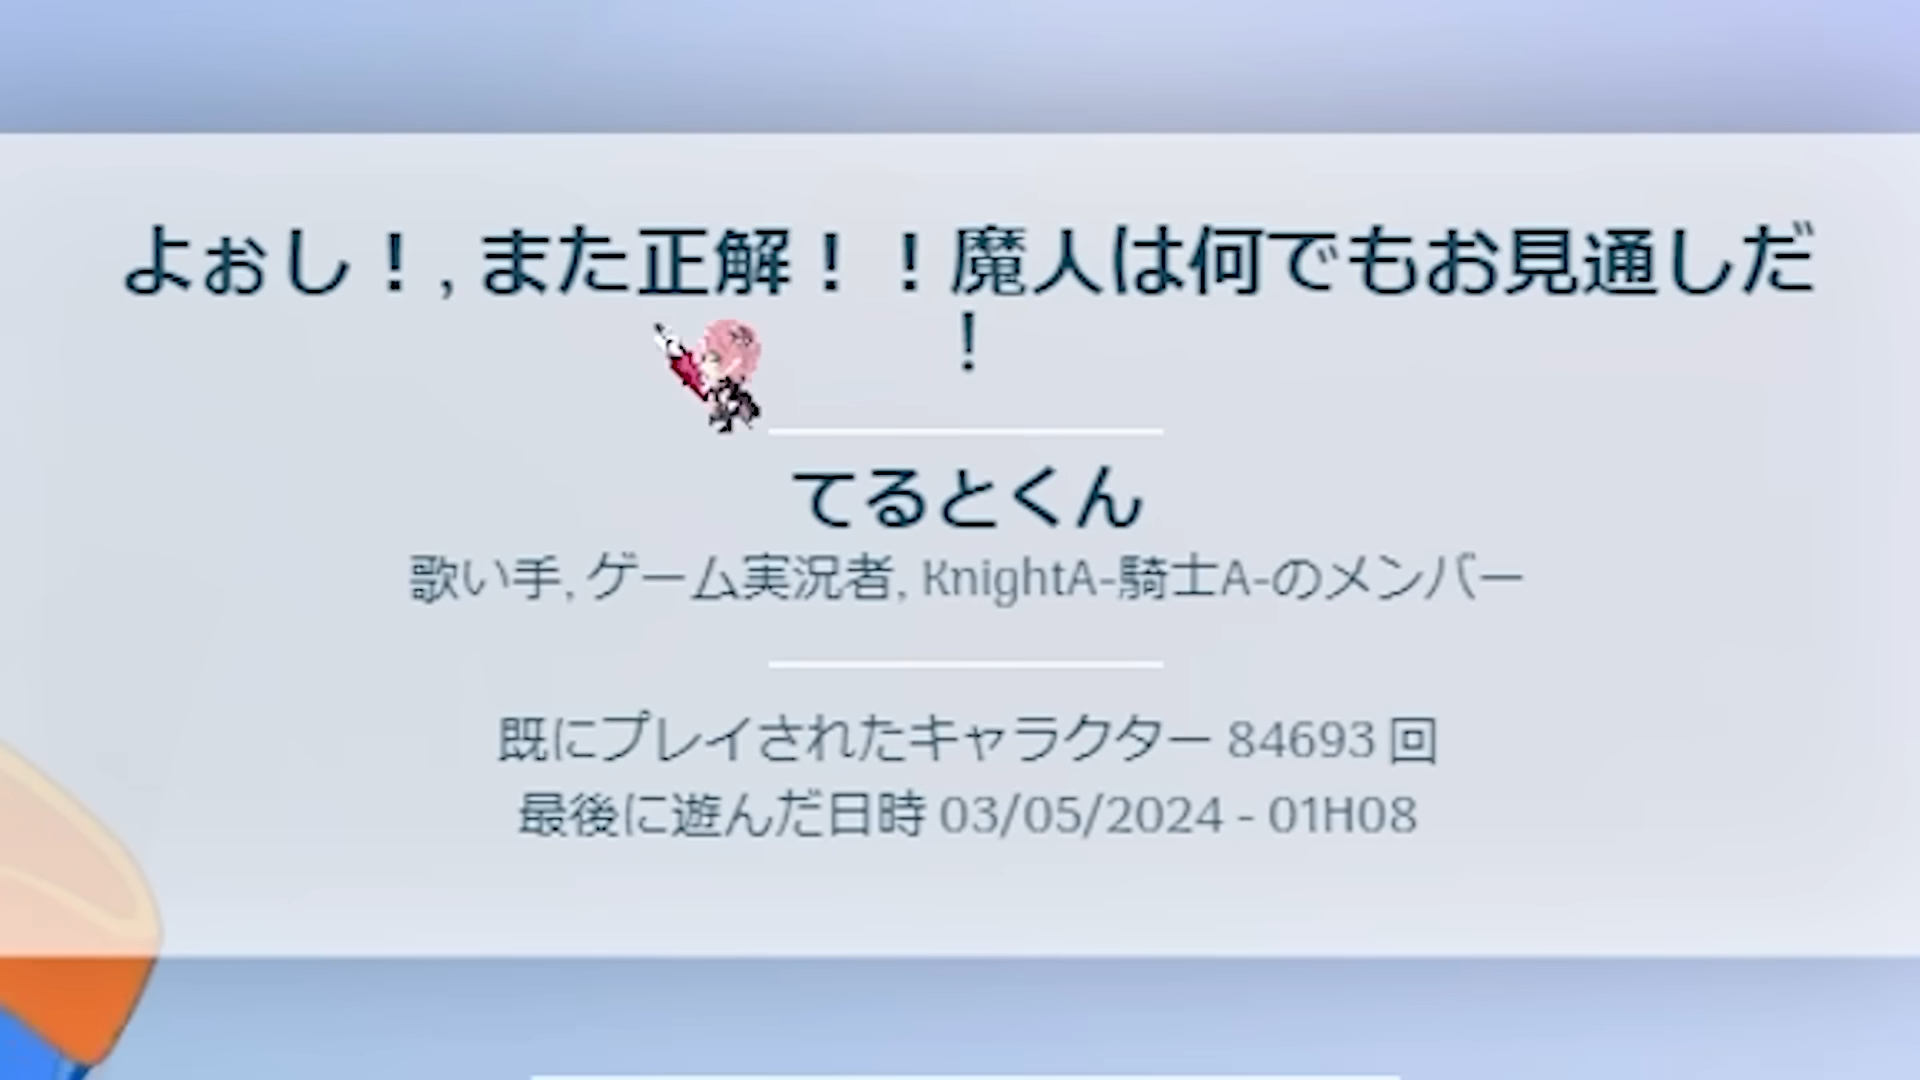 よぉし！, また正解！！魔人は何でもお見通しだ
！
てるとくん
歌い手, ゲーム実況者, KnightA-騎士A-のメンバー
既にプレイされたキャラクター 84693 回
最後に遊んだ日時 03/05/2024 - 01H08